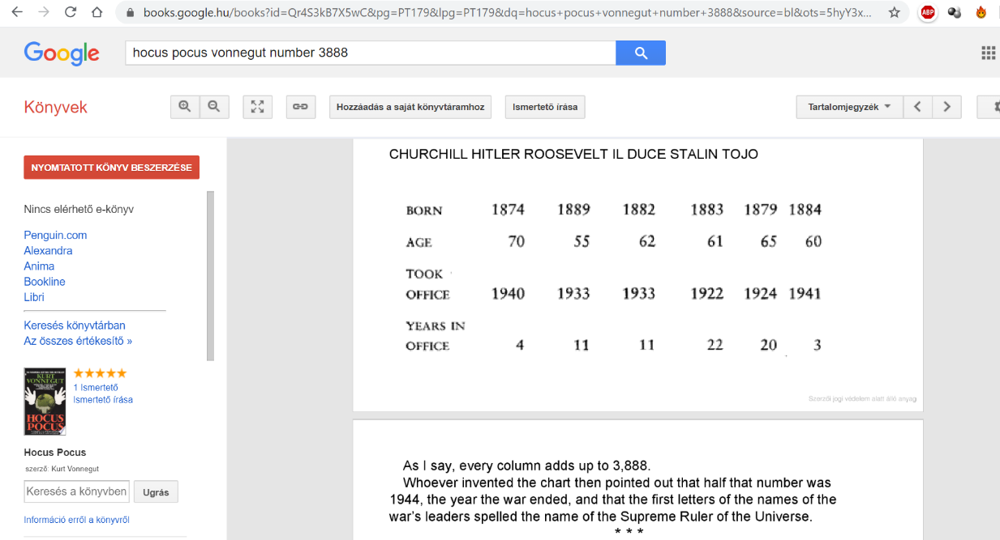 books.google.hu/books?id=Qr4S3kB7X5wC&pg=PT179&lpg=PT179&dq=hocus+pocus+vonnegut+number+3888&source=bl&ots=5hyY3x...
ABP
Google
hocus pocus vonnegut number 3888
Könyvek
Hozzáadás a saját könyvtáramhoz
Ismertető írása
Tartalomjegyzék
NYOMTATOTT KÖNYV BESZERZÉSE
Nincs elérhető e-könyv
Penguin.com
Alexandra
Anima
Bookline
Libri
Keresés könyvtárban
Az összes értékesítő »
KURT
VONNEGUT
HOCUS
POCUS
1 Ismertető
Ismertető írása
Hocus Pocus
szerző: Kurt Vonnegut
Keresés a könyvben
Ugrás
Információ erről a könyvről
CHURCHILL HITLER ROOSEVELT IL DUCE STALIN TOJO
BORN 1874 1889 1882 1883 1879 1884
AGE 70 55 62 61 65 60
TOOK
OFFICE 1940 1933 1933 1922 1924 1941
YEARS IN
OFFICE 4 11 11 22 20 3
Szerzői jogi védelem alatt álló anyag
As I say, every column adds up to 3,888.
Whoever invented the chart then pointed out that half that number was
1944, the year the war ended, and that the first letters of the names of the
war's leaders spelled the name of the Supreme Ruler of the Universe.
* * *